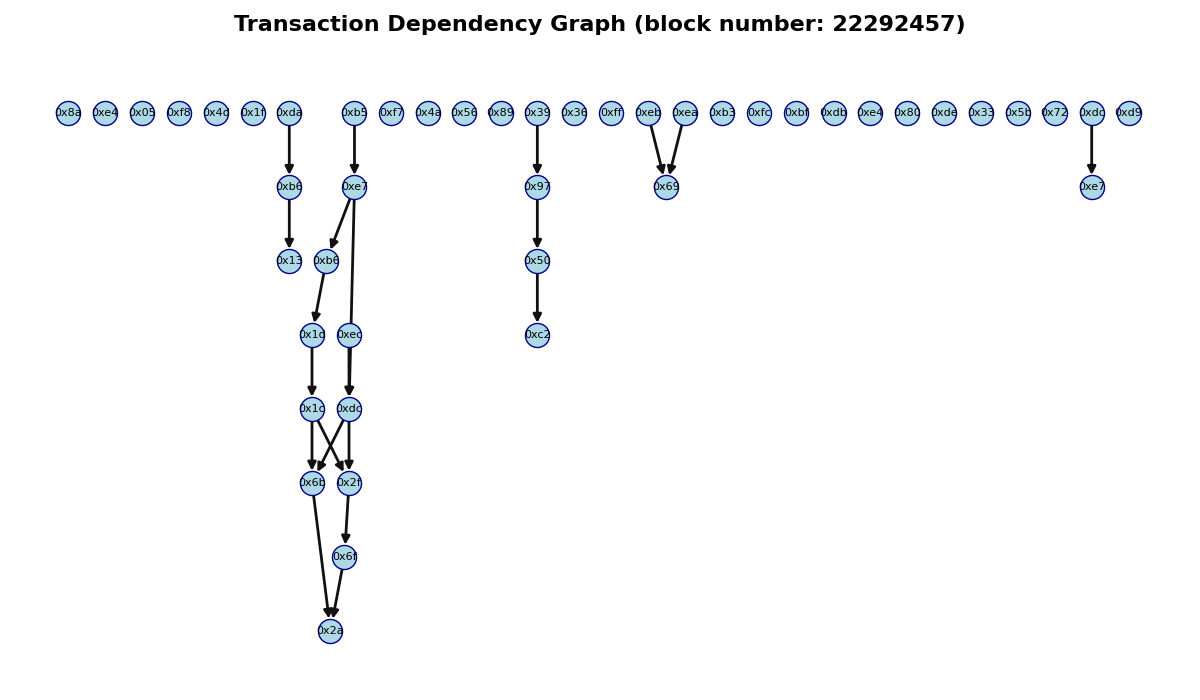 Transaction Dependency Graph (block number: 22292457)
0x8a 0xe4 0x05 0xf8 0x4d 0x1f 0xda 0xb5 0xf7 0x4a 0x56 0x89 0x39 0x36 0xff 0xeb 0xea 0xb3 0xfc 0xbf 0xdb 0xe4 0x80 0xde 0x33 0x5b 0x72 0xdc 0xd9
0xb6 0xe7 0x97 0x69 0xe7
0x13 0xb6 0x50
0x1d 0xec 0xc2
0x1c 0xdc
0x6b 0x2f
0x6f
0x2a